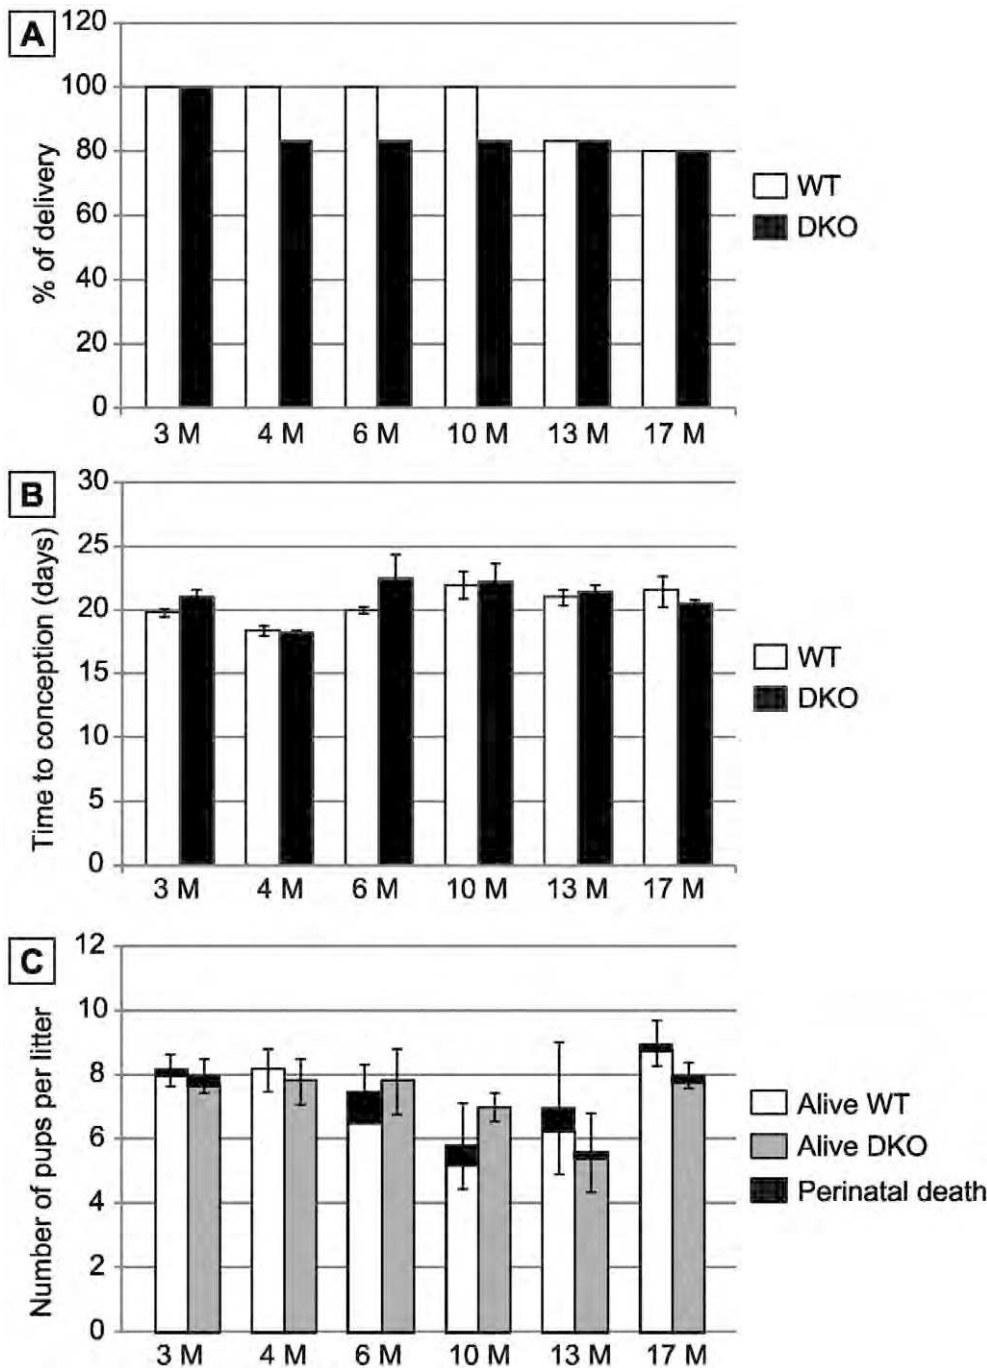 A
% of delivery
120
100
80
60
40
20
0
3 M 4 M 6 M 10 M 13 M 17 M
WT
DKO
B
Time to conception (days)
30
25
20
15
10
5
0
3 M 4 M 6 M 10 M 13 M 17 M
WT
DKO
C
Number of pups per litter
12
10
8
6
4
2
0
3 M 4 M 6 M 10 M 13 M 17 M
Alive WT
Alive DKO
Perinatal death